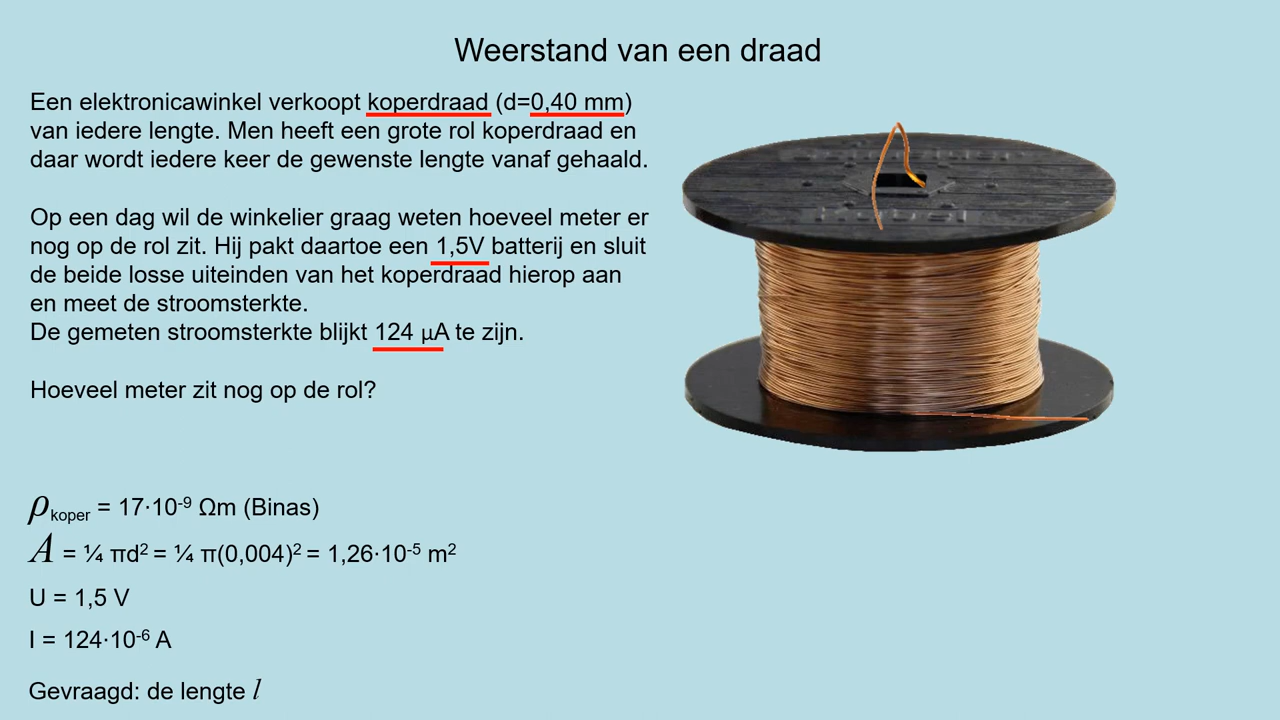 Weerstand van een draad
Een elektronicawinkel verkoopt koperdraad (d=0,40 mm)
van iedere lengte. Men heeft een grote rol koperdraad en
daar wordt iedere keer de gewenste lengte vanaf gehaald.
Op een dag wil de winkelier graag weten hoeveel meter er
nog op de rol zit. Hij pakt daartoe een 1,5V batterij en sluit
de beide losse uiteinden van het koperdraad hierop aan
en meet de stroomsterkte.
De gemeten stroomsterkte blijkt 124 µA te zijn.
Hoeveel meter zit nog op de rol?
ρkoper = 17·10⁻⁹ Ωm (Binas)
A = ¼ πd² = ¼ π(0,004)² = 1,26·10⁻⁵ m²
U = 1,5 V
I = 124·10⁻⁶ A
Gevraagd: de lengte l